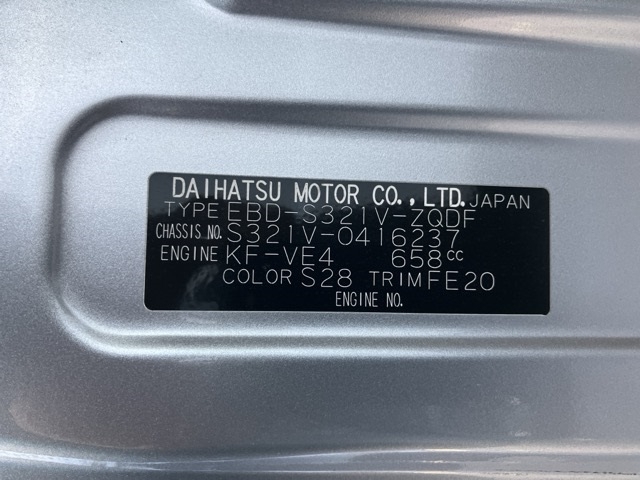 DAIHATSU MOTOR CO.,LTD. JAPAN
TYPE EBD-S321V-ZQDF
CHASSIS NO. S321V-0416237
ENGINE KF-VE4 658cc
COLOR S28 TRIM FE20
ENGINE NO.